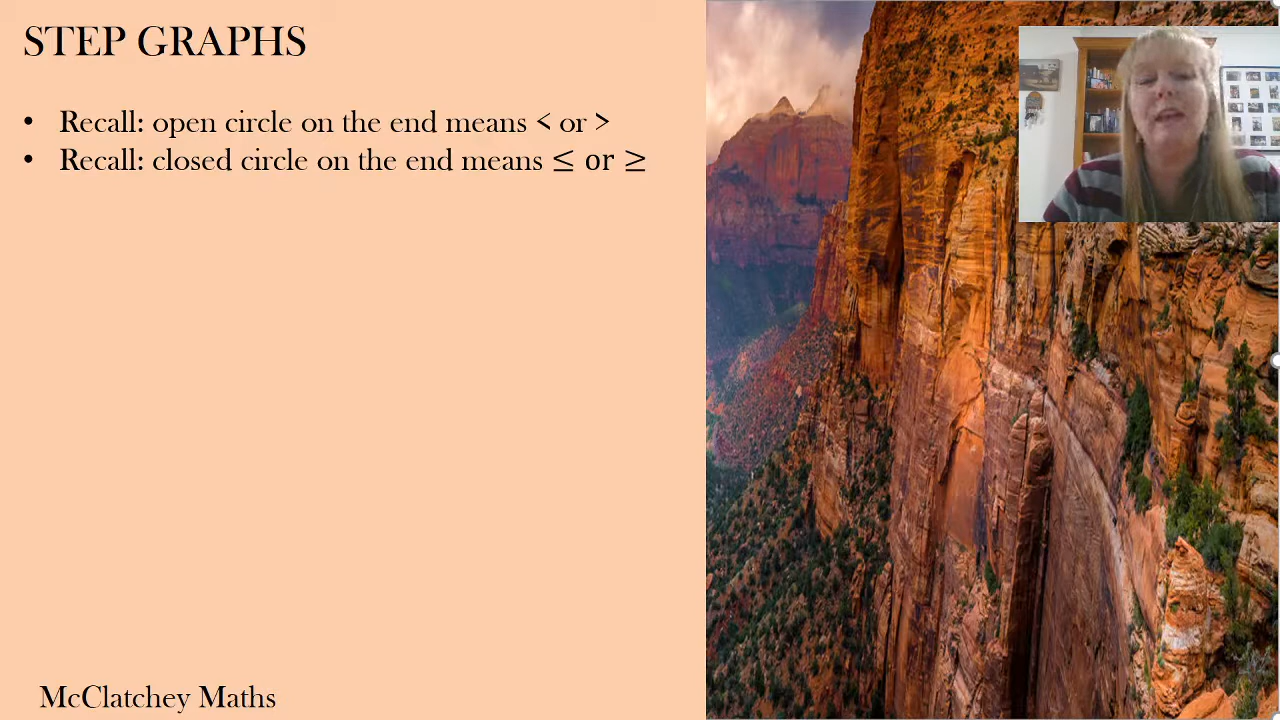 STEP GRAPHS
• Recall: open circle on the end means < or >
• Recall: closed circle on the end means ≤ or ≥
McClatchey Maths